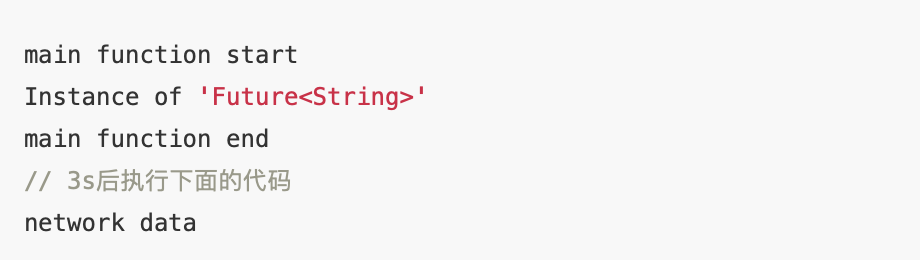 main function start
Instance of 'Future<String>'
main function end
// 3s后执行下面的代码
network data